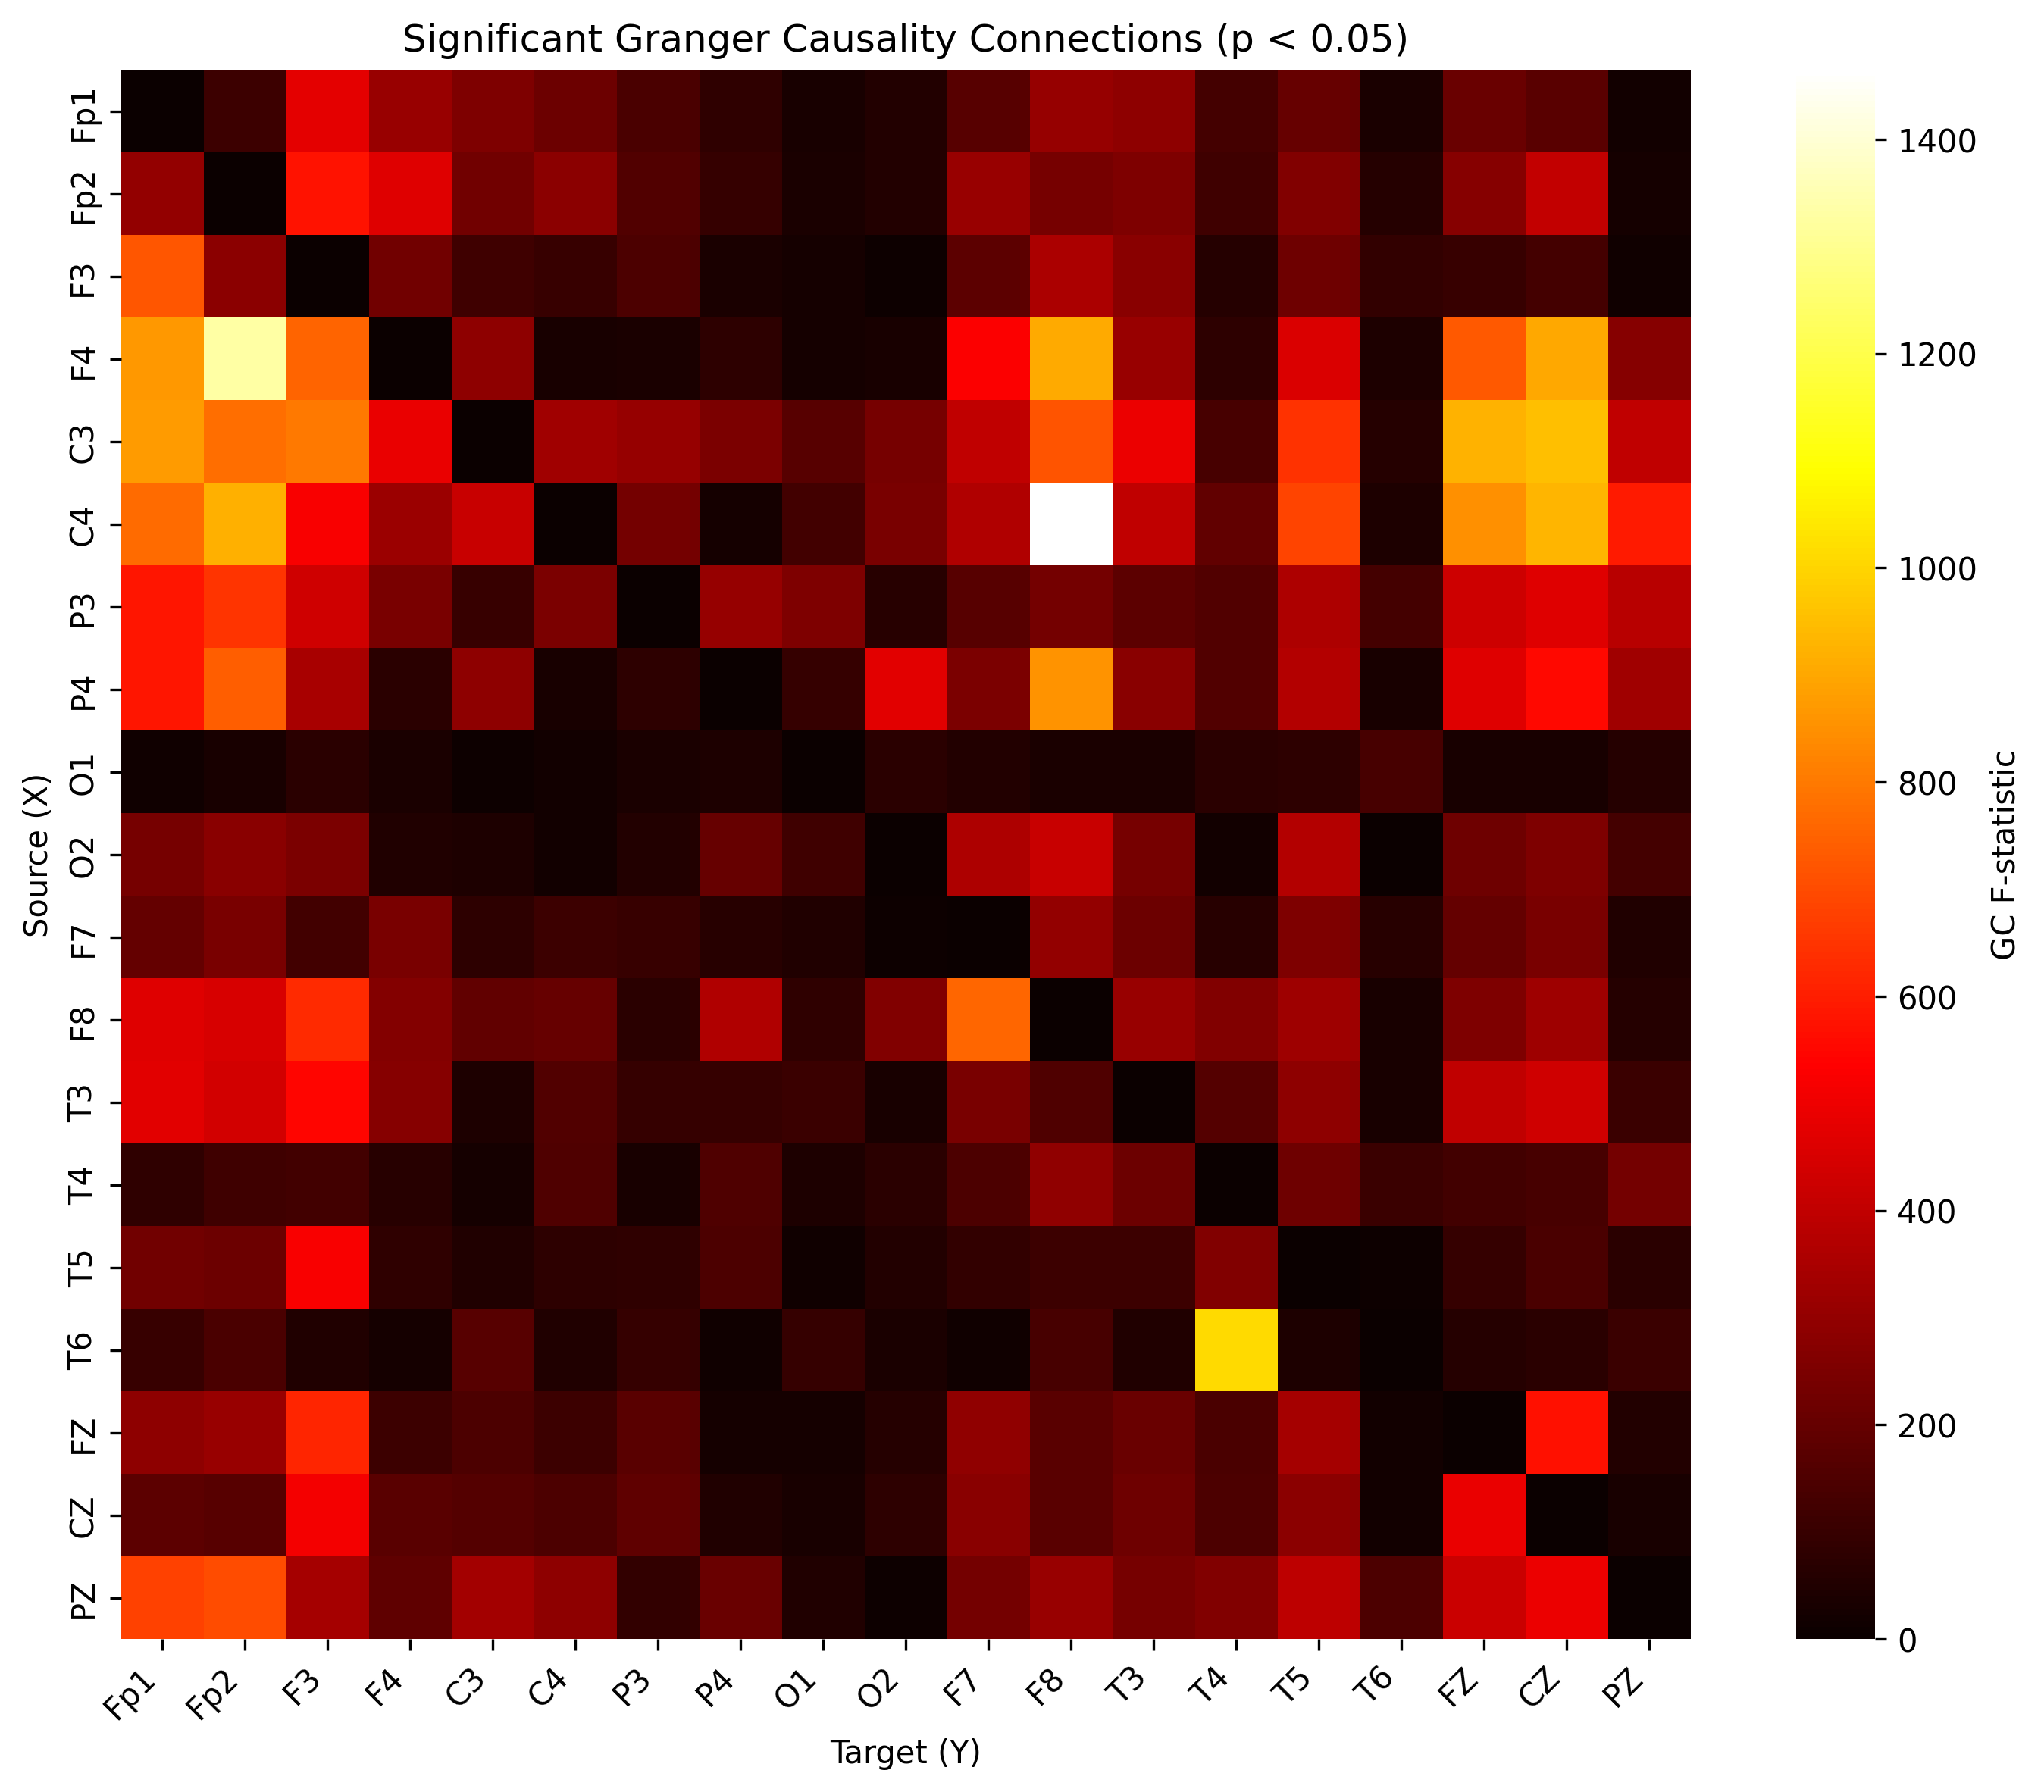 Significant Granger Causality Connections (p < 0.05)
Source (X)
Fp1
Fp2
F3
F4
C3
C4
P3
P4
O1
O2
F7
F8
T3
T4
T5
T6
FZ
CZ
PZ
Fp1 Fp2 F3 F4 C3 C4 P3 P4 O1 O2 F7 F8 T3 T4 T5 T6 FZ CZ PZ
Target (Y)
1400
1200
1000
800
600
400
200
0
GC F-statistic